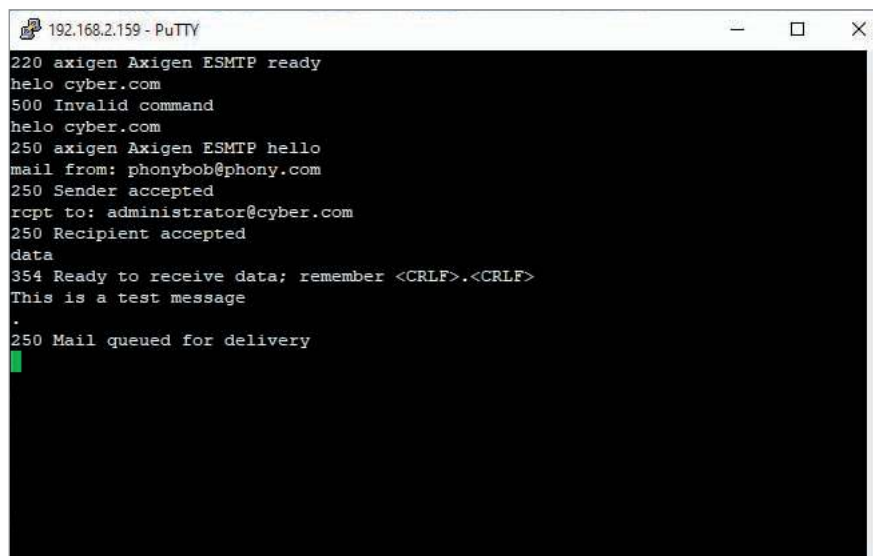 192.168.2.159 - PuTTY
220 axigen Axigen ESMTP ready
helo cyber.com
500 Invalid command
helo cyber.com
250 axigen Axigen ESMTP hello
mail from: phonybob@phony.com
250 Sender accepted
rcpt to: administrator@cyber.com
250 Recipient accepted
data
354 Ready to receive data; remember <CRLF>.<CRLF>
This is a test message
.
250 Mail queued for delivery